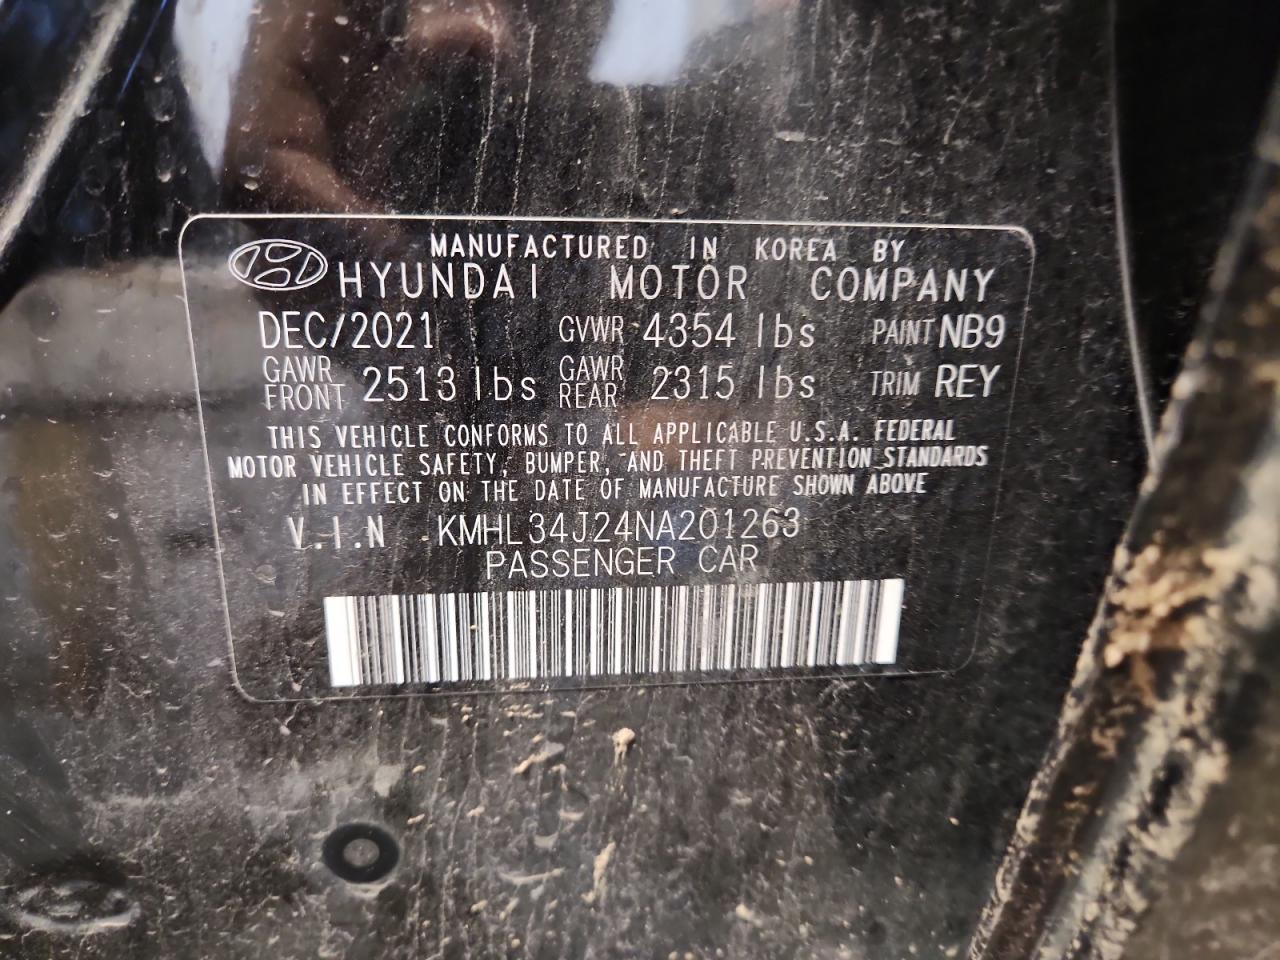 MANUFACTURED IN KOREA BY
HYUNDAI MOTOR COMPANY
DEC/2021 GVWR 4354 lbs PAINT NB9
GAWR FRONT 2513 lbs GAWR REAR 2315 lbs TRIM REY
THIS VEHICLE CONFORMS TO ALL APPLICABLE U.S.A. FEDERAL
MOTOR VEHICLE SAFETY, BUMPER, AND THEFT PREVENTION STANDARDS
IN EFFECT ON THE DATE OF MANUFACTURE SHOWN ABOVE
V.I.N KMHL34J24NA201263
PASSENGER CAR